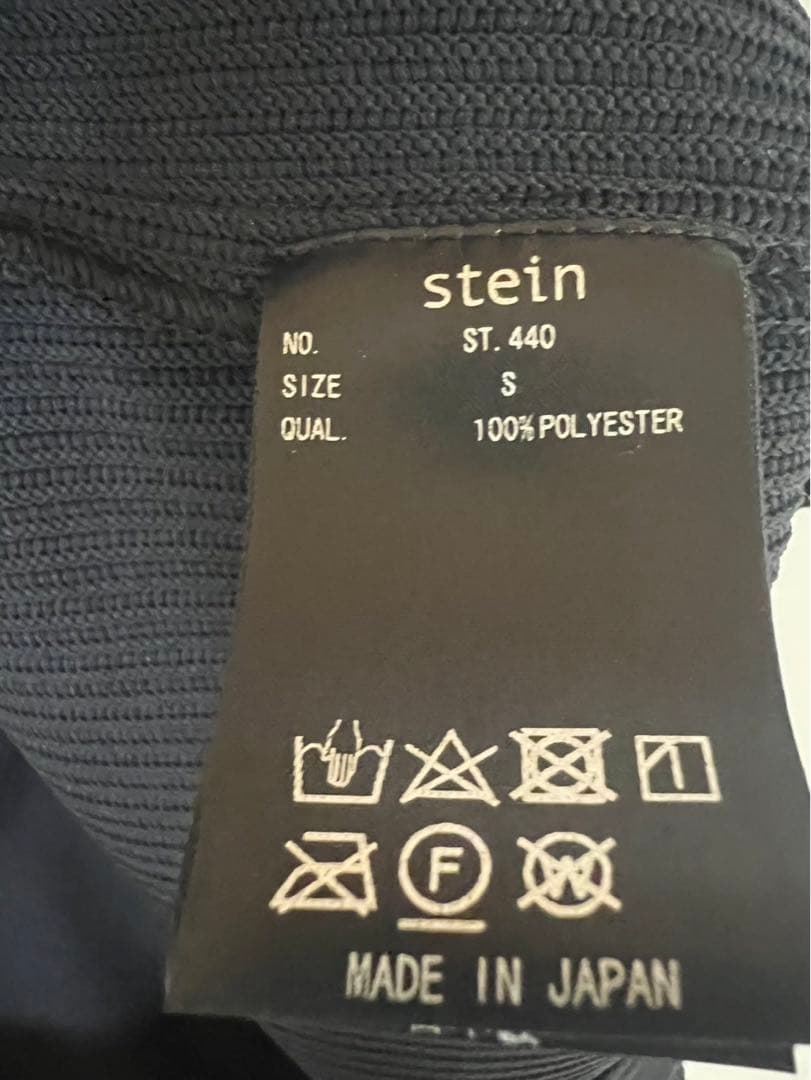 stein
NO. ST. 440
SIZE S
QUAL. 100%POLYESTER
F
W
MADE IN JAPAN